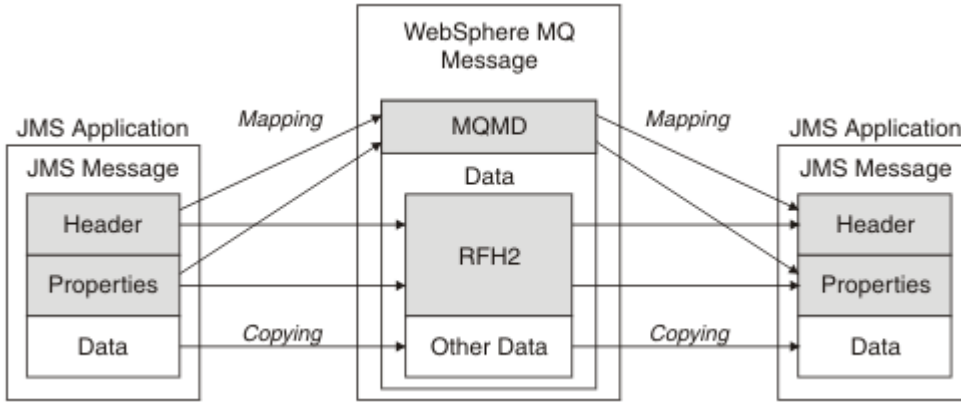 WebSphere MQ
Message
Mapping
MQMD
Mapping
JMS Application
JMS Application
JMS Message
Data
JMS Message
Header
Header
RFH2
Properties
Properties
Data
Copying
Other Data
Copying
Data